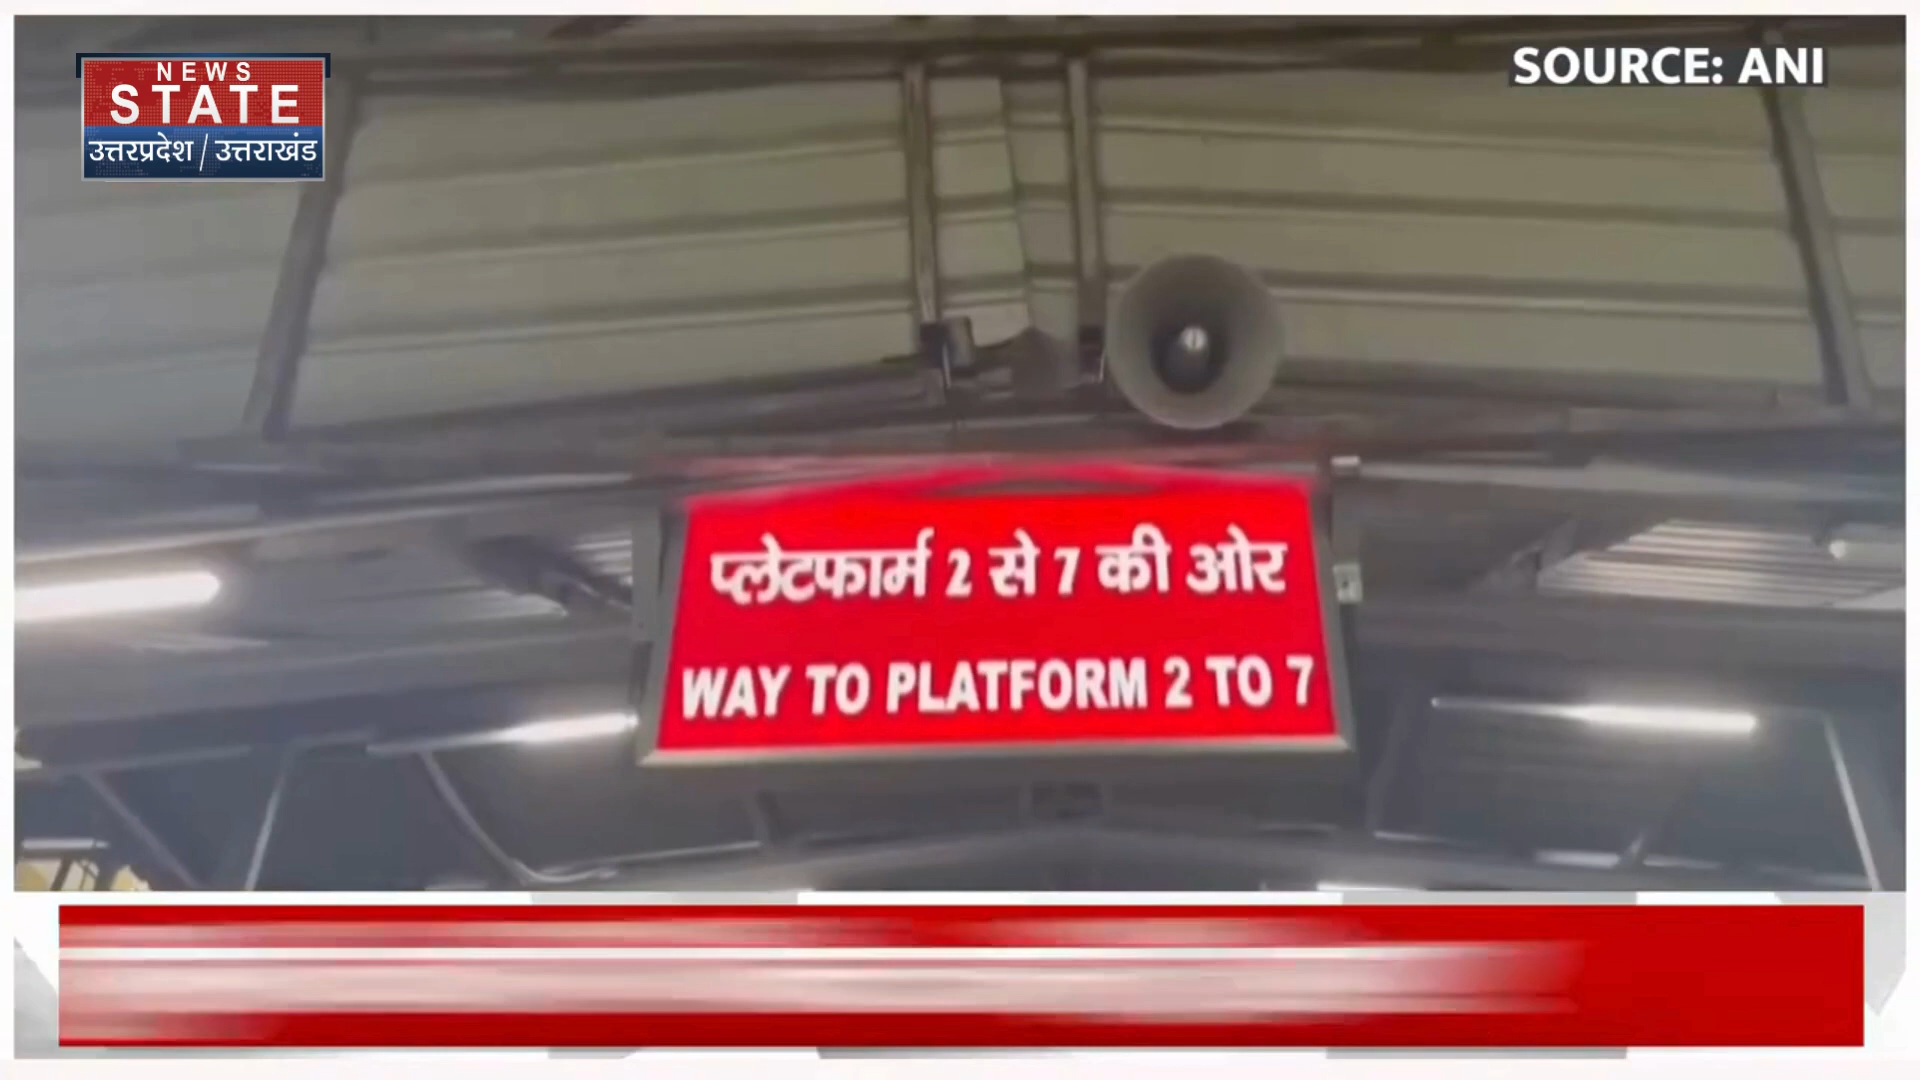 NEWS
STATE
उत्तरप्रदेश / उत्तराखंड
SOURCE: ANI
प्लेटफार्म 2 से 7 की ओर
WAY TO PLATFORM 2 TO 7